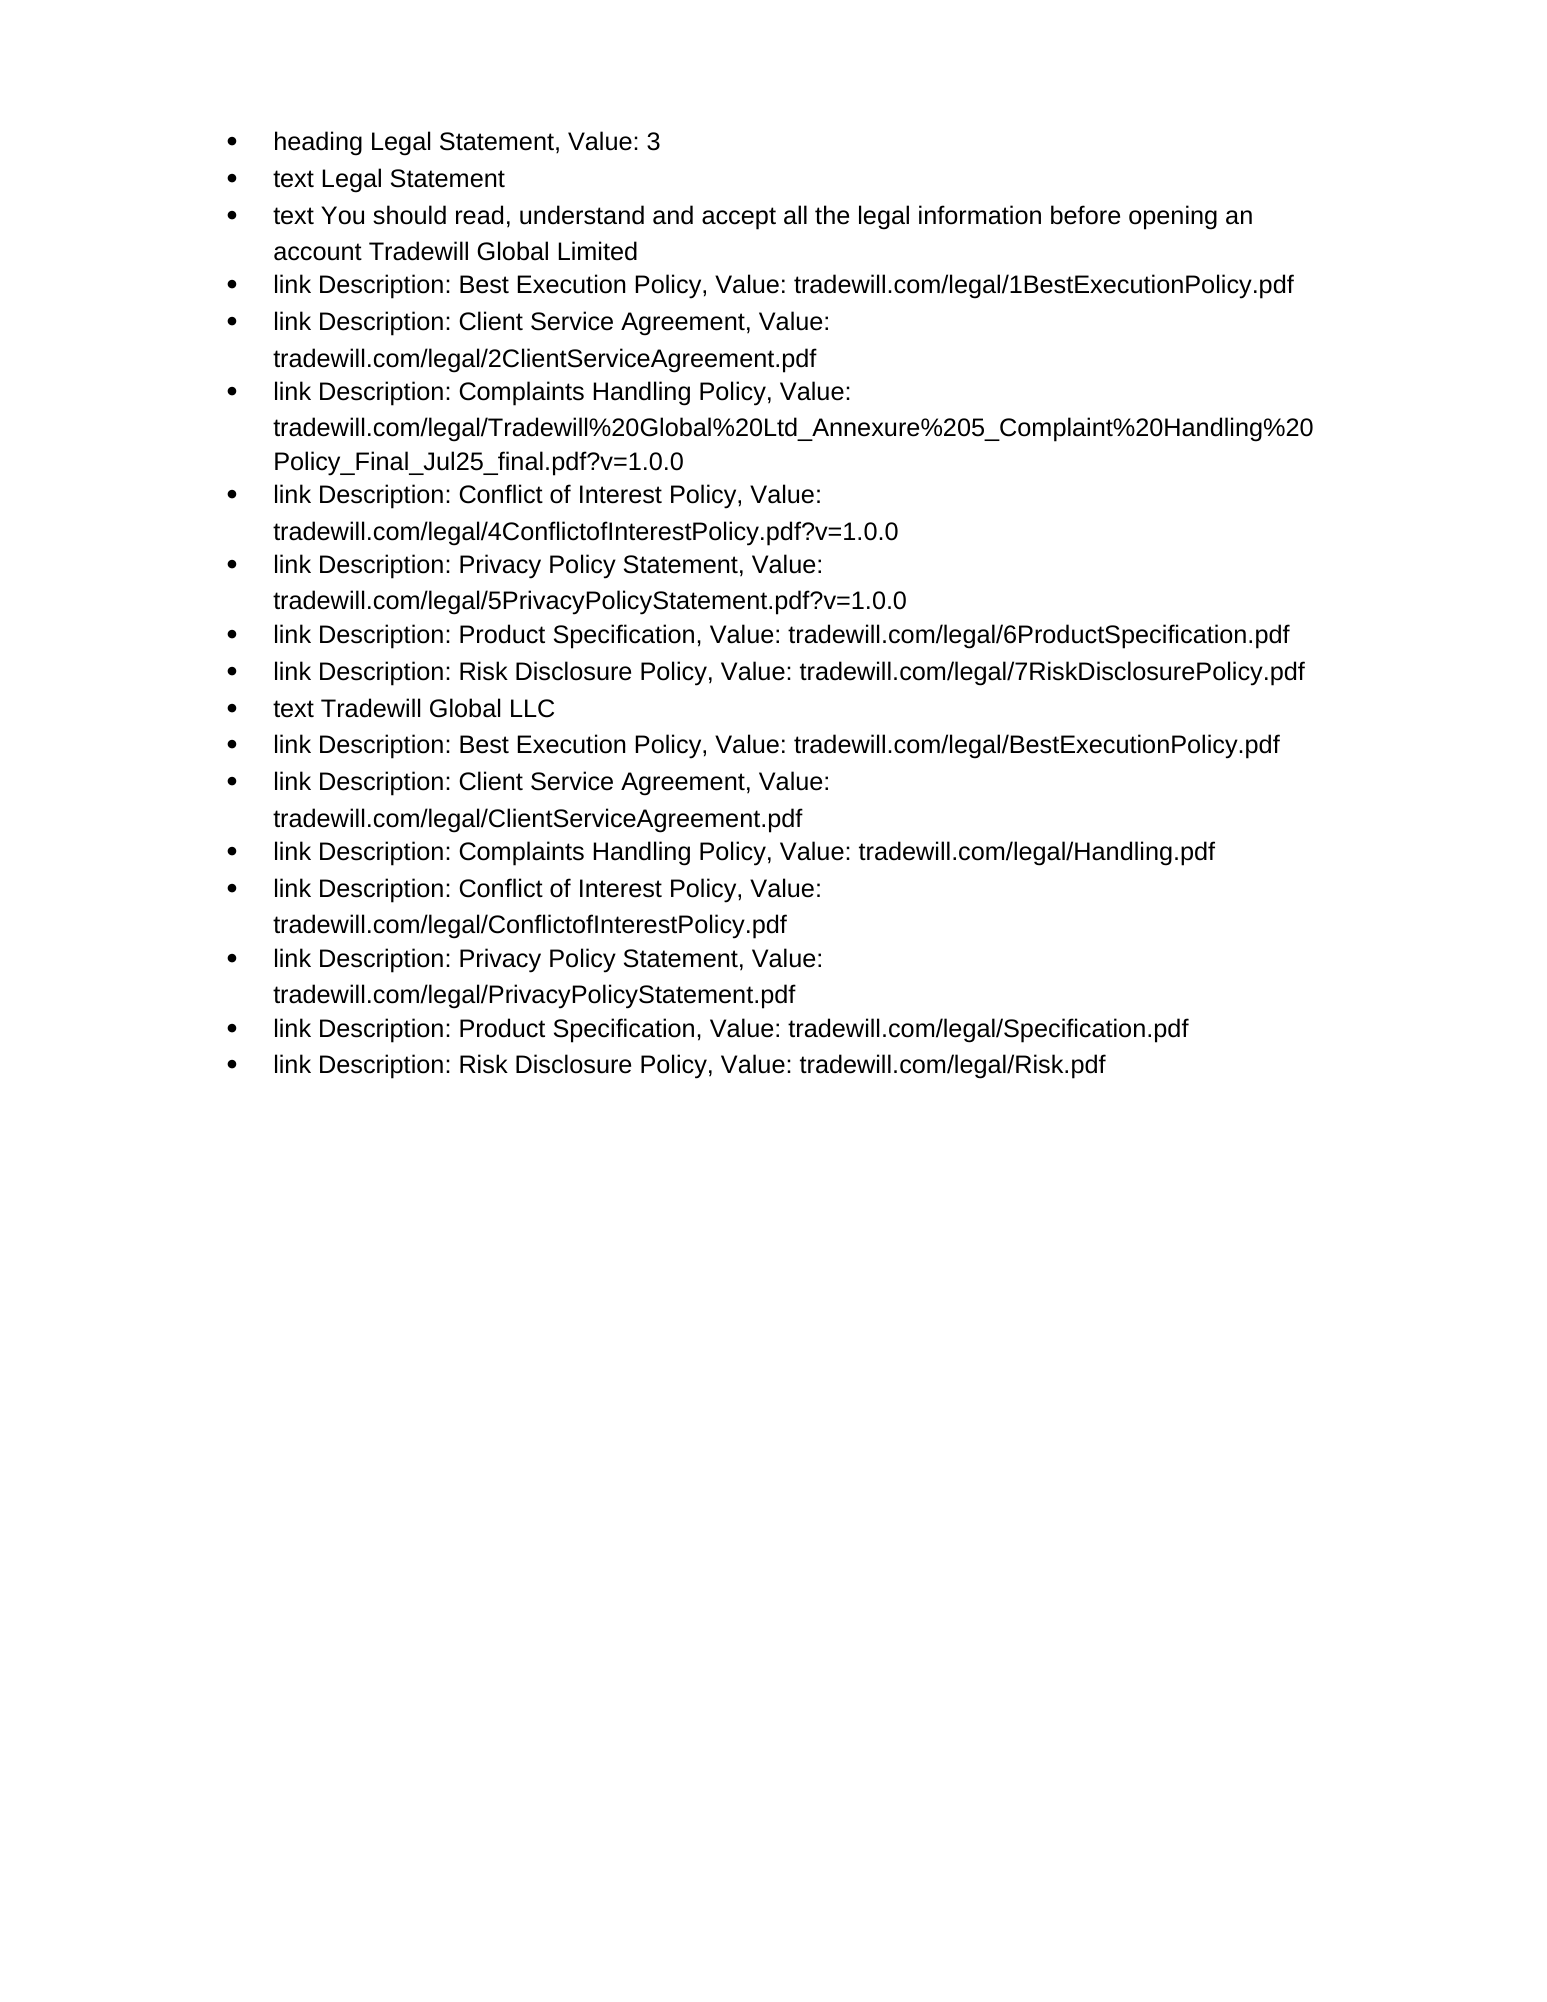 • heading Legal Statement, Value: 3
• text Legal Statement
• text You should read, understand and accept all the legal information before opening an
account Tradewill Global Limited
• link Description: Best Execution Policy, Value: tradewill.com/legal/1BestExecutionPolicy.pdf
• link Description: Client Service Agreement, Value:
tradewill.com/legal/2ClientServiceAgreement.pdf
• link Description: Complaints Handling Policy, Value:
tradewill.com/legal/Tradewill%20Global%20Ltd_Annexure%205_Complaint%20Handling%20
Policy_Final_Jul25_final.pdf?v=1.0.0
• link Description: Conflict of Interest Policy, Value:
tradewill.com/legal/4ConflictofInterestPolicy.pdf?v=1.0.0
• link Description: Privacy Policy Statement, Value:
tradewill.com/legal/5PrivacyPolicyStatement.pdf?v=1.0.0
• link Description: Product Specification, Value: tradewill.com/legal/6ProductSpecification.pdf
• link Description: Risk Disclosure Policy, Value: tradewill.com/legal/7RiskDisclosurePolicy.pdf
• text Tradewill Global LLC
• link Description: Best Execution Policy, Value: tradewill.com/legal/BestExecutionPolicy.pdf
• link Description: Client Service Agreement, Value:
tradewill.com/legal/ClientServiceAgreement.pdf
• link Description: Complaints Handling Policy, Value: tradewill.com/legal/Handling.pdf
• link Description: Conflict of Interest Policy, Value:
tradewill.com/legal/ConflictofInterestPolicy.pdf
• link Description: Privacy Policy Statement, Value:
tradewill.com/legal/PrivacyPolicyStatement.pdf
• link Description: Product Specification, Value: tradewill.com/legal/Specification.pdf
• link Description: Risk Disclosure Policy, Value: tradewill.com/legal/Risk.pdf